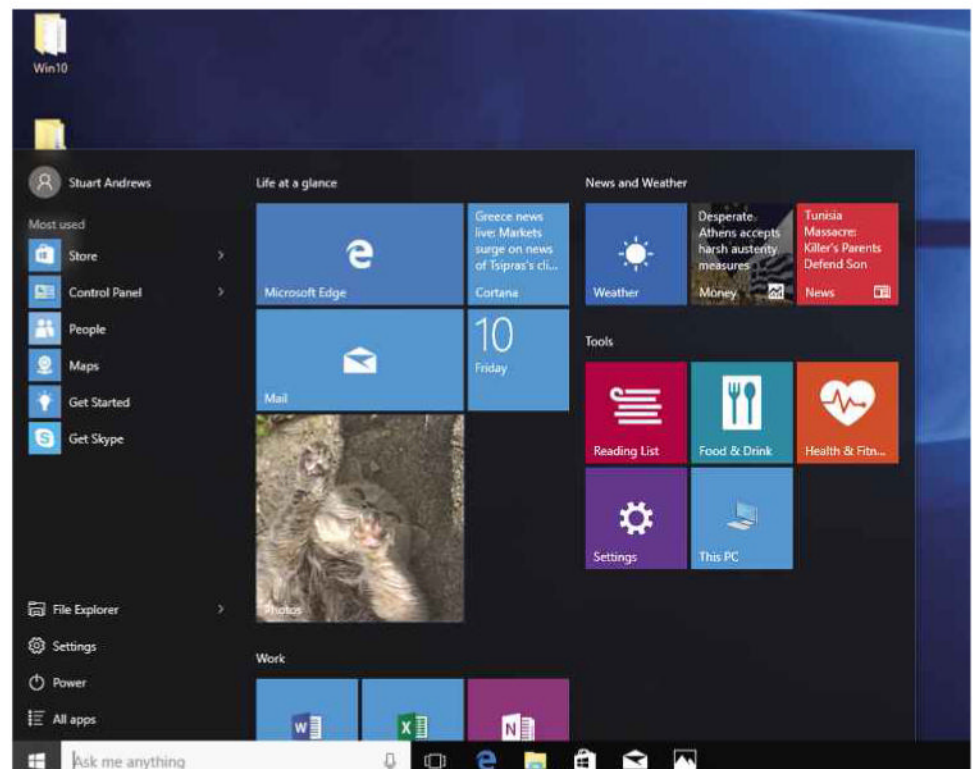 Win10
Stuart Andrews
Most used
Store
Control Panel
People
Maps
Get Started
Get Skype
File Explorer
Settings
Power
All apps
Ask me anything
Life at a glance
Microsoft Edge
Greece news
live: Markets
surge on news
of Tsipras's cli...
Cortana
Mail
10
Friday
Photos
Work
W
X
N
News and Weather
Weather
Desperate
Athens accepts
harsh austerity
measures
Money
Tunisia
Massacre:
Killer's Parents
Defend Son
News
Tools
Reading List
Food & Drink
Health & Fitn...
Settings
This PC